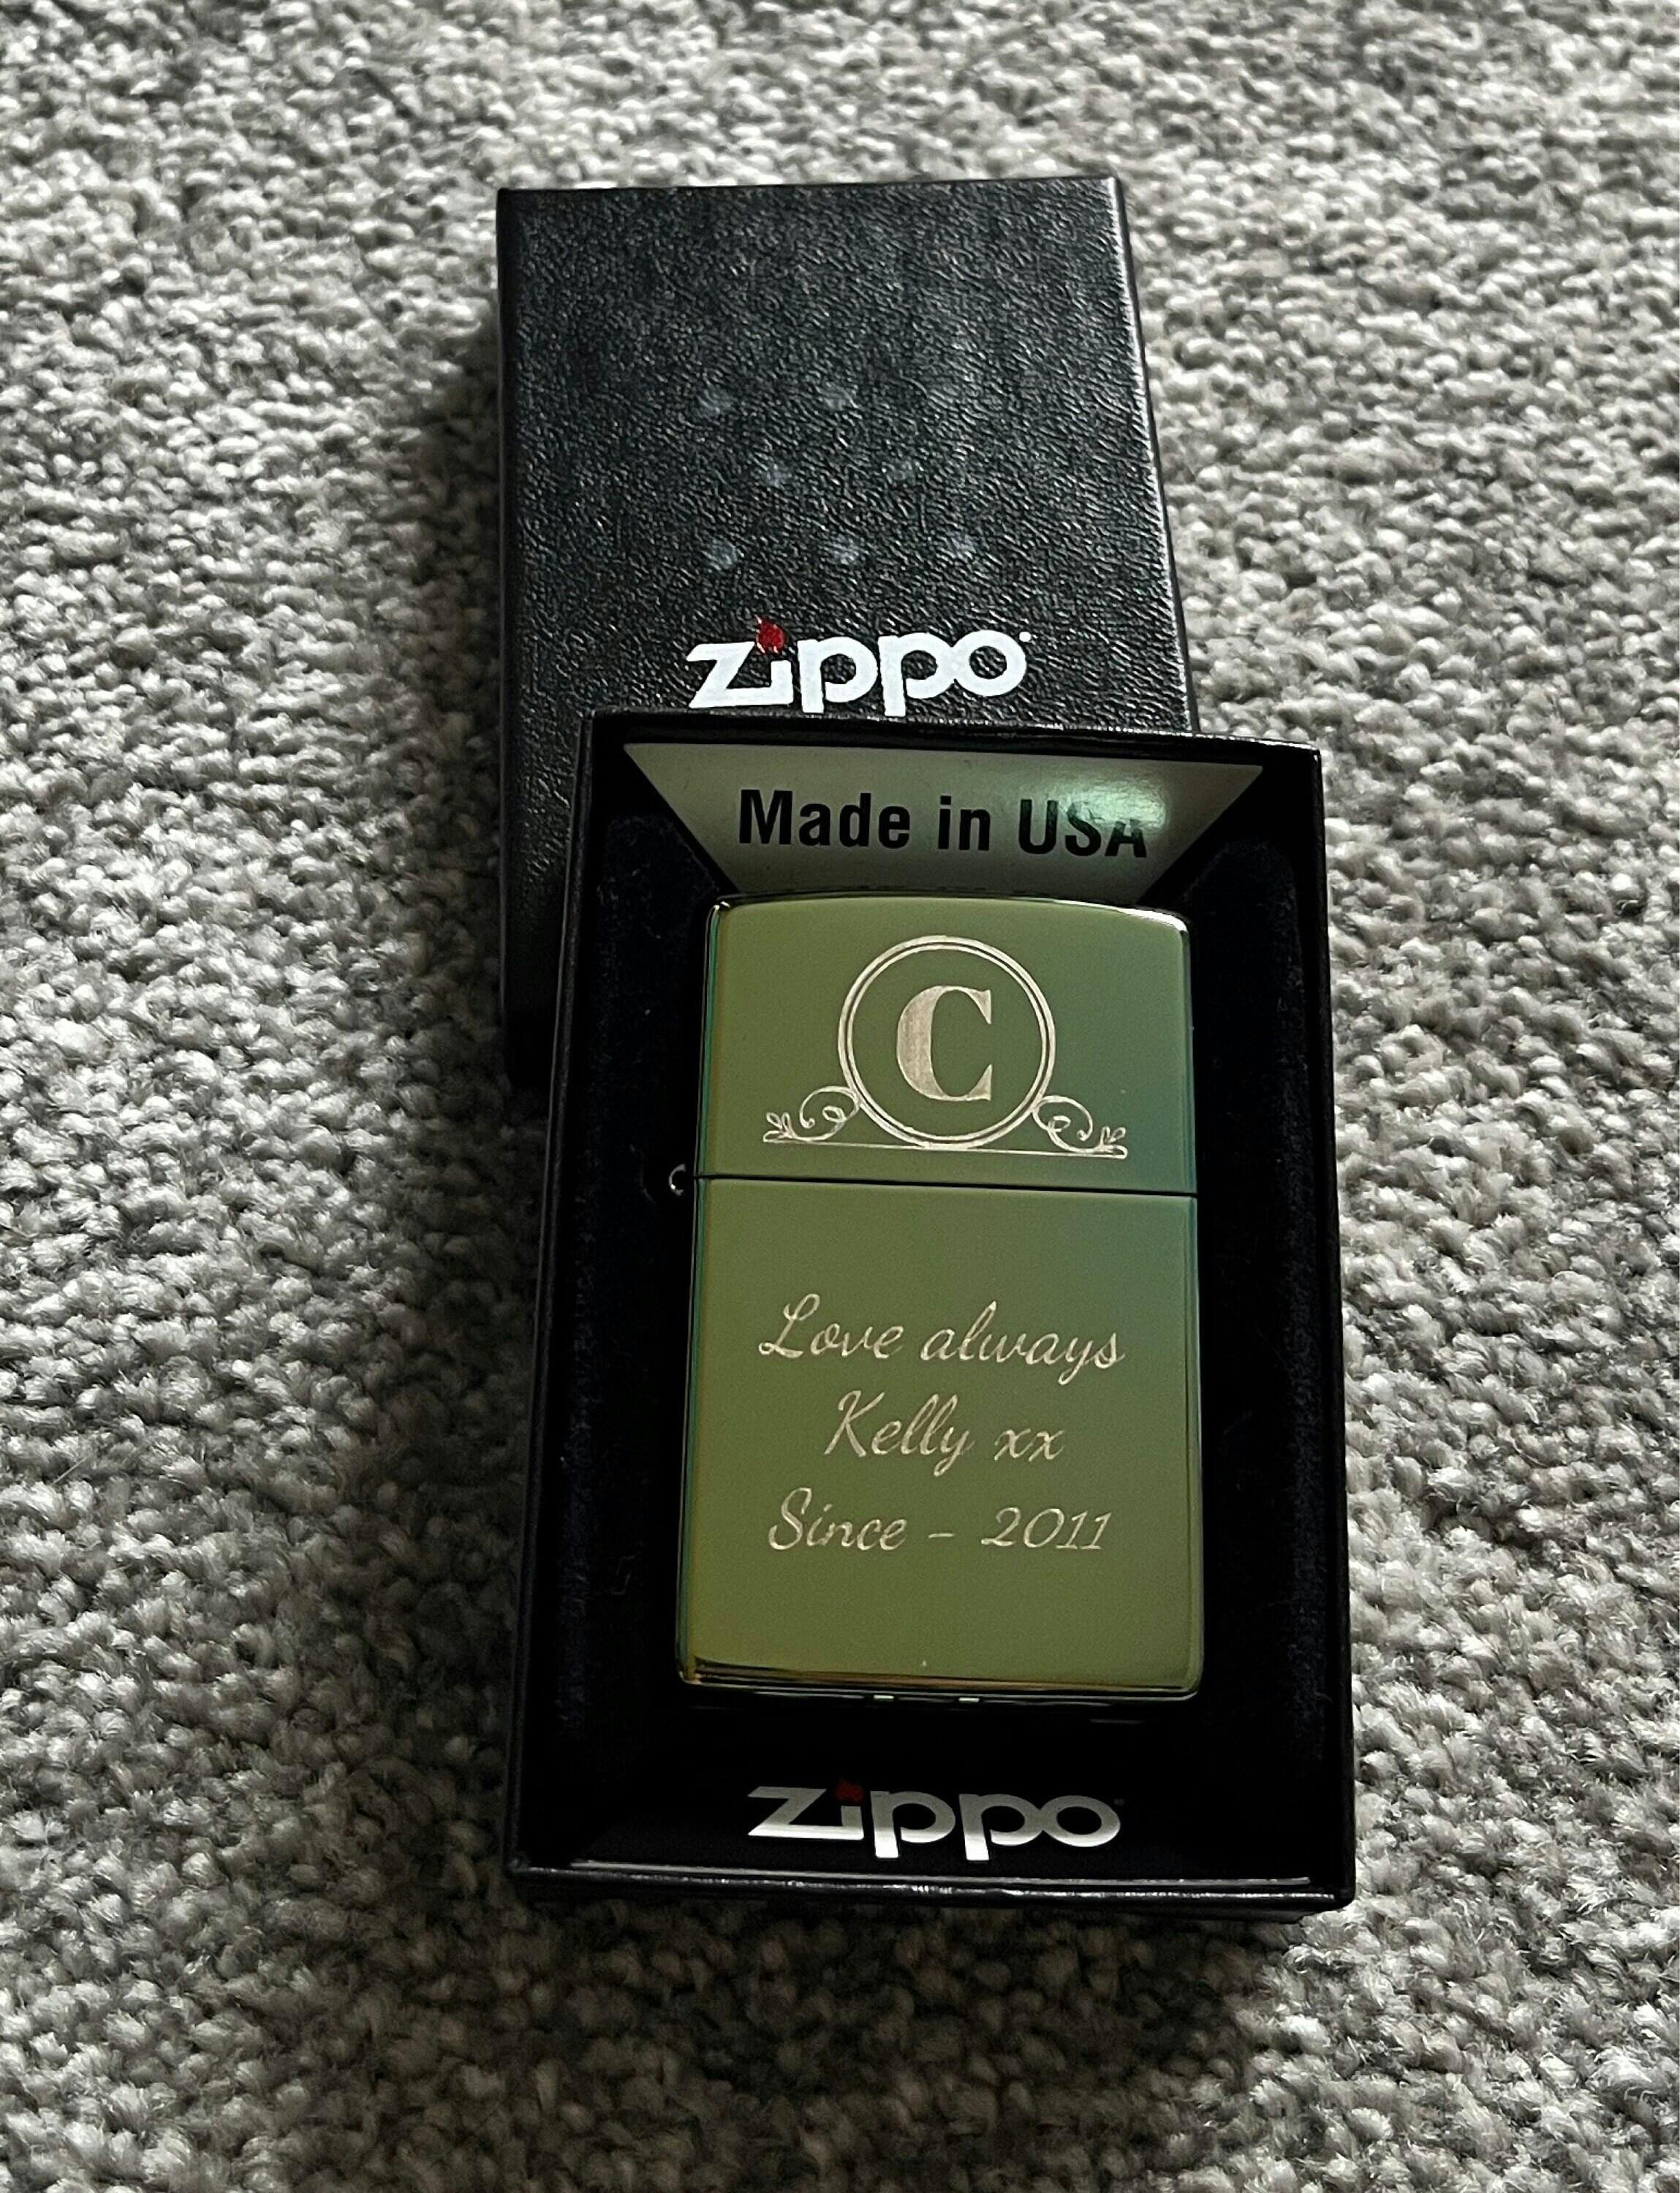 zippo
Made in USA
C
Love always
Kelly xx
Since - 2011
zippo